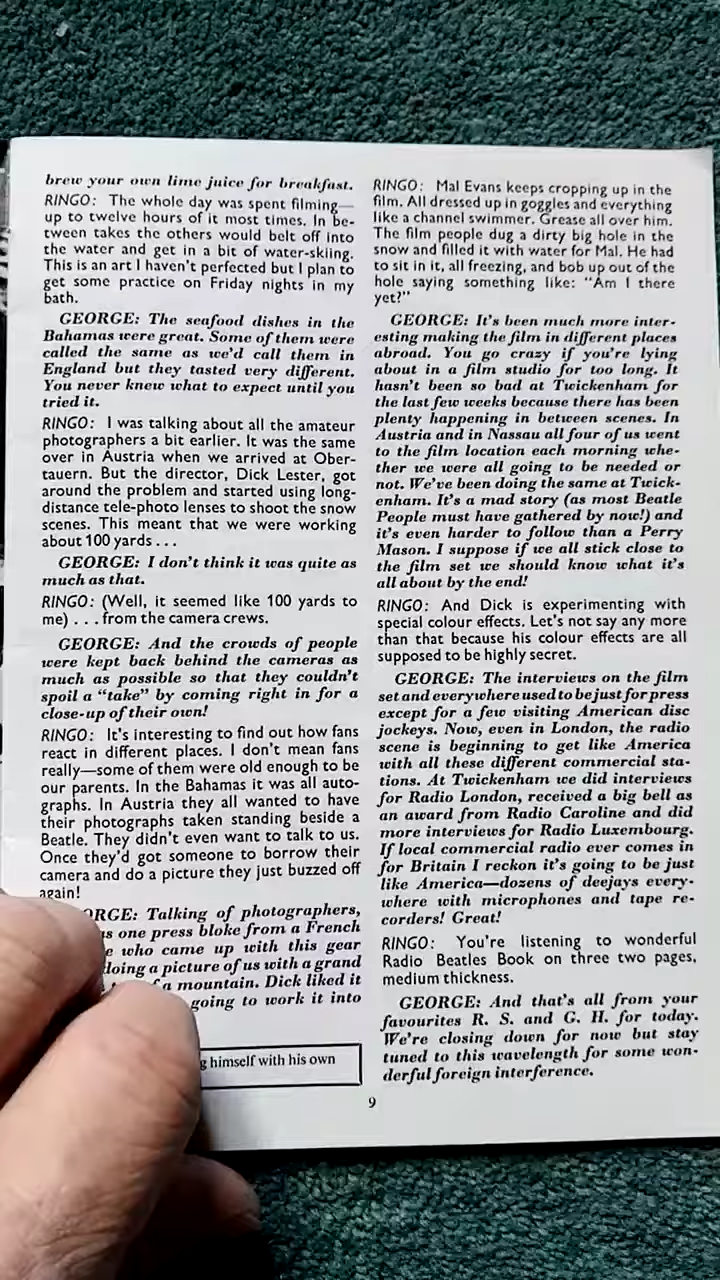 brew your own lime juice for breakfast.
RINGO: The whole day was spent filming—
up to twelve hours of it most times. In be-
tween takes the others would belt off into
the water and get in a bit of water-skiing.
This is an art I haven't perfected but I plan to
get some practice on Friday nights in my
bath.
GEORGE: The seafood dishes in the
Bahamas were great. Some of them were
called the same as we'd call them in
England but they tasted very different.
You never knew what to expect until you
tried it.
RINGO: I was talking about all the amateur
photographers a bit earlier. It was the same
over in Austria when we arrived at Ober-
tauern. But the director, Dick Lester, got
around the problem and started using long-
distance tele-photo lenses to shoot the snow
scenes. This meant that we were working
about 100 yards . . .
GEORGE: I don't think it was quite as
much as that.
RINGO: (Well, it seemed like 100 yards to
me) . . . from the camera crews.
GEORGE: And the crowds of people
were kept back behind the cameras as
much as possible so that they couldn't
spoil a "take" by coming right in for a
close-up of their own!
RINGO: It's interesting to find out how fans
react in different places. I don't mean fans
really—some of them were old enough to be
our parents. In the Bahamas it was all auto-
graphs. In Austria they all wanted to have
their photographs taken standing beside a
Beatle. They didn't even want to talk to us.
Once they'd got someone to borrow their
camera and do a picture they just buzzed off
again!
ORGE: Talking of photographers,
one press bloke from a French
who came up with this gear
doing a picture of us with a grand
a mountain. Dick liked it
going to work it into
himself with his own
RINGO: Mal Evans keeps cropping up in the
film. All dressed up in goggles and everything
like a channel swimmer. Grease all over him.
The film people dug a dirty big hole in the
snow and filled it with water for Mal. He had
to sit in it, all freezing, and bob up out of the
hole saying something like: "Am I there
yet?"
GEORGE: It's been much more inter-
esting making the film in different places
abroad. You go crazy if you're lying
about in a film studio for too long. It
hasn't been so bad at Twickenham for
the last few weeks because there has been
plenty happening in between scenes. In
Austria and in Nassau all four of us went
to the film location each morning whe-
ther we were all going to be needed or
not. We've been doing the same at Twick-
enham. It's a mad story (as most Beatle
People must have gathered by now!) and
it's even harder to follow than a Perry
Mason. I suppose if we all stick close to
the film set we should know what it's
all about by the end!
RINGO: And Dick is experimenting with
special colour effects. Let's not say any more
than that because his colour effects are all
supposed to be highly secret.
GEORGE: The interviews on the film
set and everywhere used to be just for press
except for a few visiting American disc
jockeys. Now, even in London, the radio
scene is beginning to get like America
with all these different commercial sta-
tions. At Twickenham we did interviews
for Radio London, received a big bell as
an award from Radio Caroline and did
more interviews for Radio Luxembourg.
If local commercial radio ever comes in
for Britain I reckon it's going to be just
like America—dozens of deejays every-
where with microphones and tape re-
corders! Great!
RINGO: You're listening to wonderful
Radio Beatles Book on three two pages,
medium thickness.
GEORGE: And that's all from your
favourites R. S. and G. H. for today.
We're closing down for now but stay
tuned to this wavelength for some won-
derful foreign interference.
9